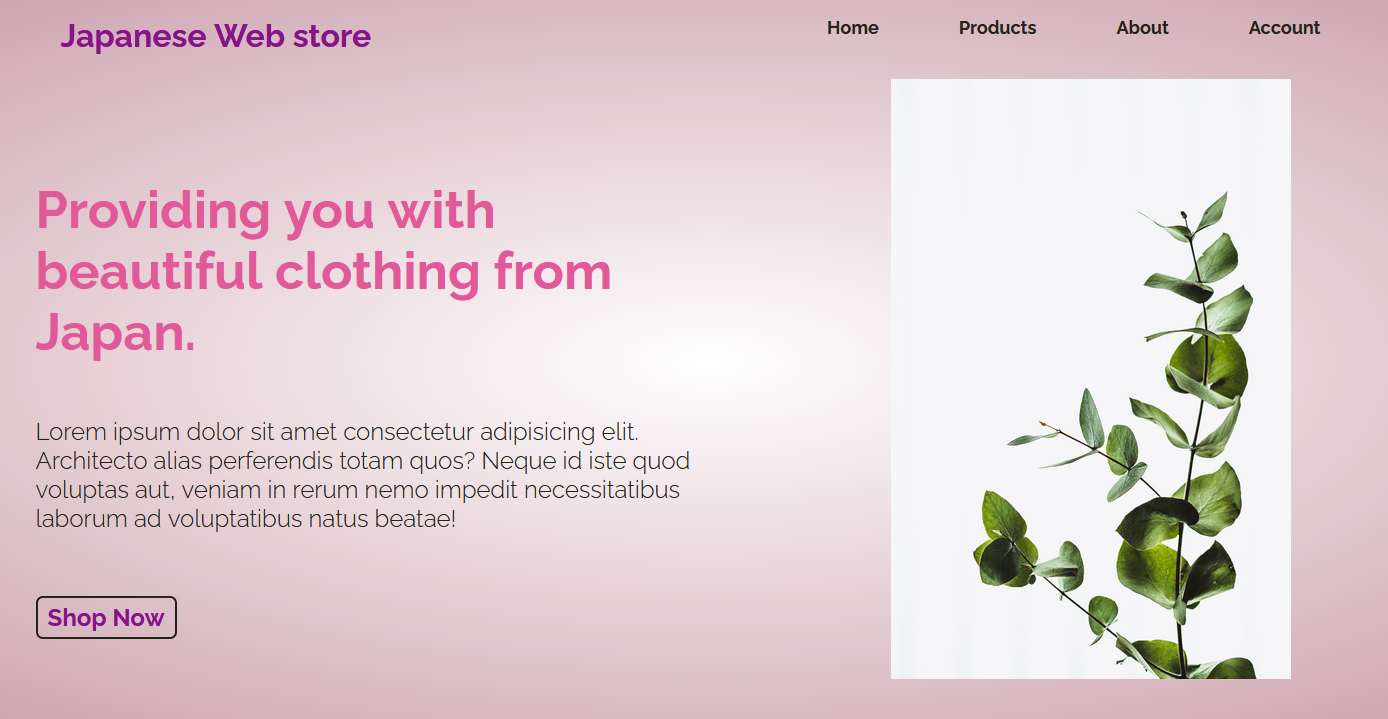 Japanese Web store
Home Products About Account
Providing you with
beautiful clothing from
Japan.
Lorem ipsum dolor sit amet consectetur adipisicing elit.
Architecto alias perferendis totam quos? Neque id iste quod
voluptas aut, veniam in rerum nemo impedit necessitatibus
laborum ad voluptatibus natus beatae!
Shop Now